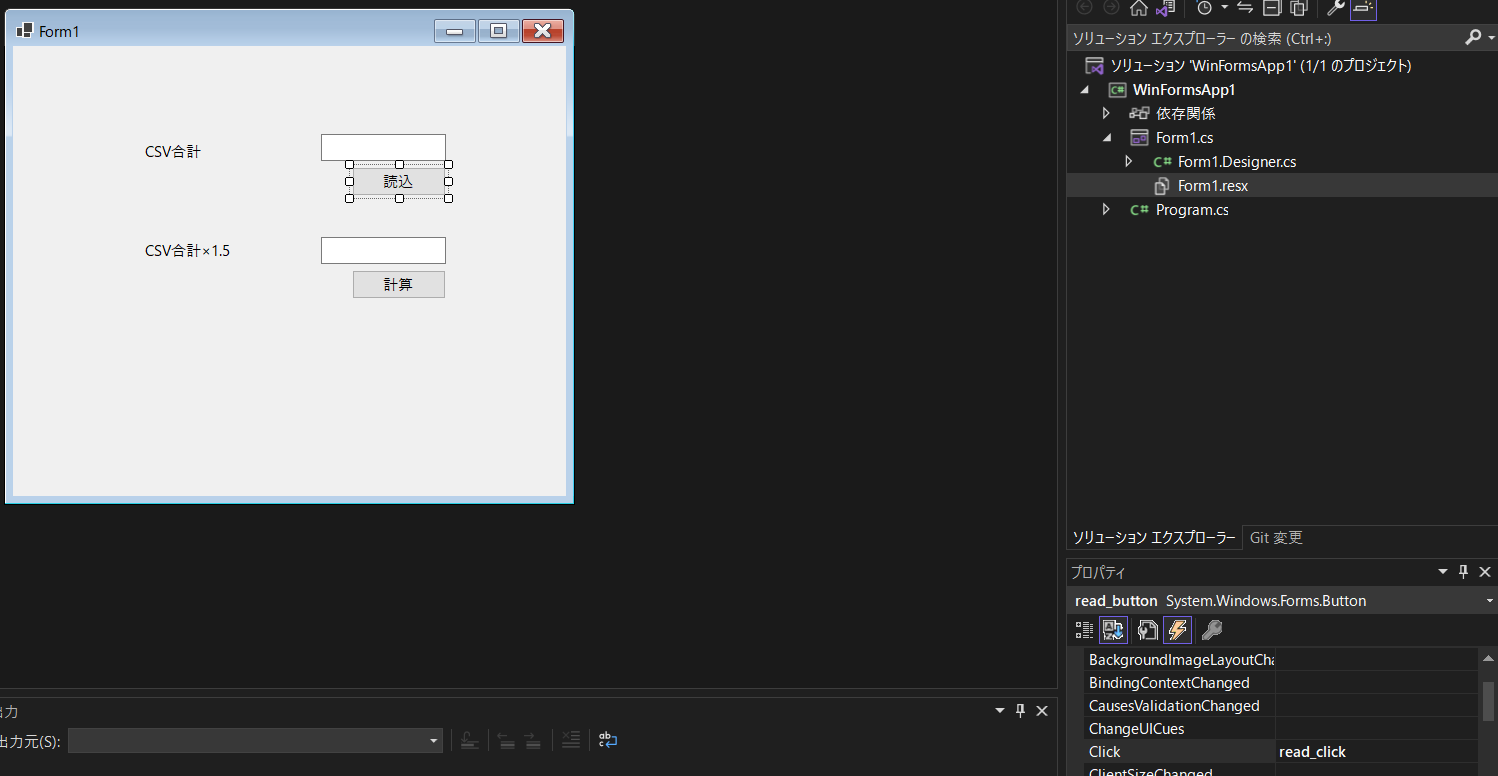 Form1
CSV合計
読込
CSV合計×1.5
計算
ソリューション エクスプローラー の検索 (Ctrl+:)
ソリューション 'WinFormsApp1' (1/1 のプロジェクト)
WinFormsApp1
依存関係
Form1.cs
C# Form1.Designer.cs
Form1.resx
C# Program.cs
ソリューション エクスプローラー Git 変更
プロパティ
read_button System.Windows.Forms.Button
BackgroundImageLayoutCha
BindingContextChanged
CausesValidationChanged
ChangeUICues
Click read_click
ClientSizeChanged
出力
出力元(S):